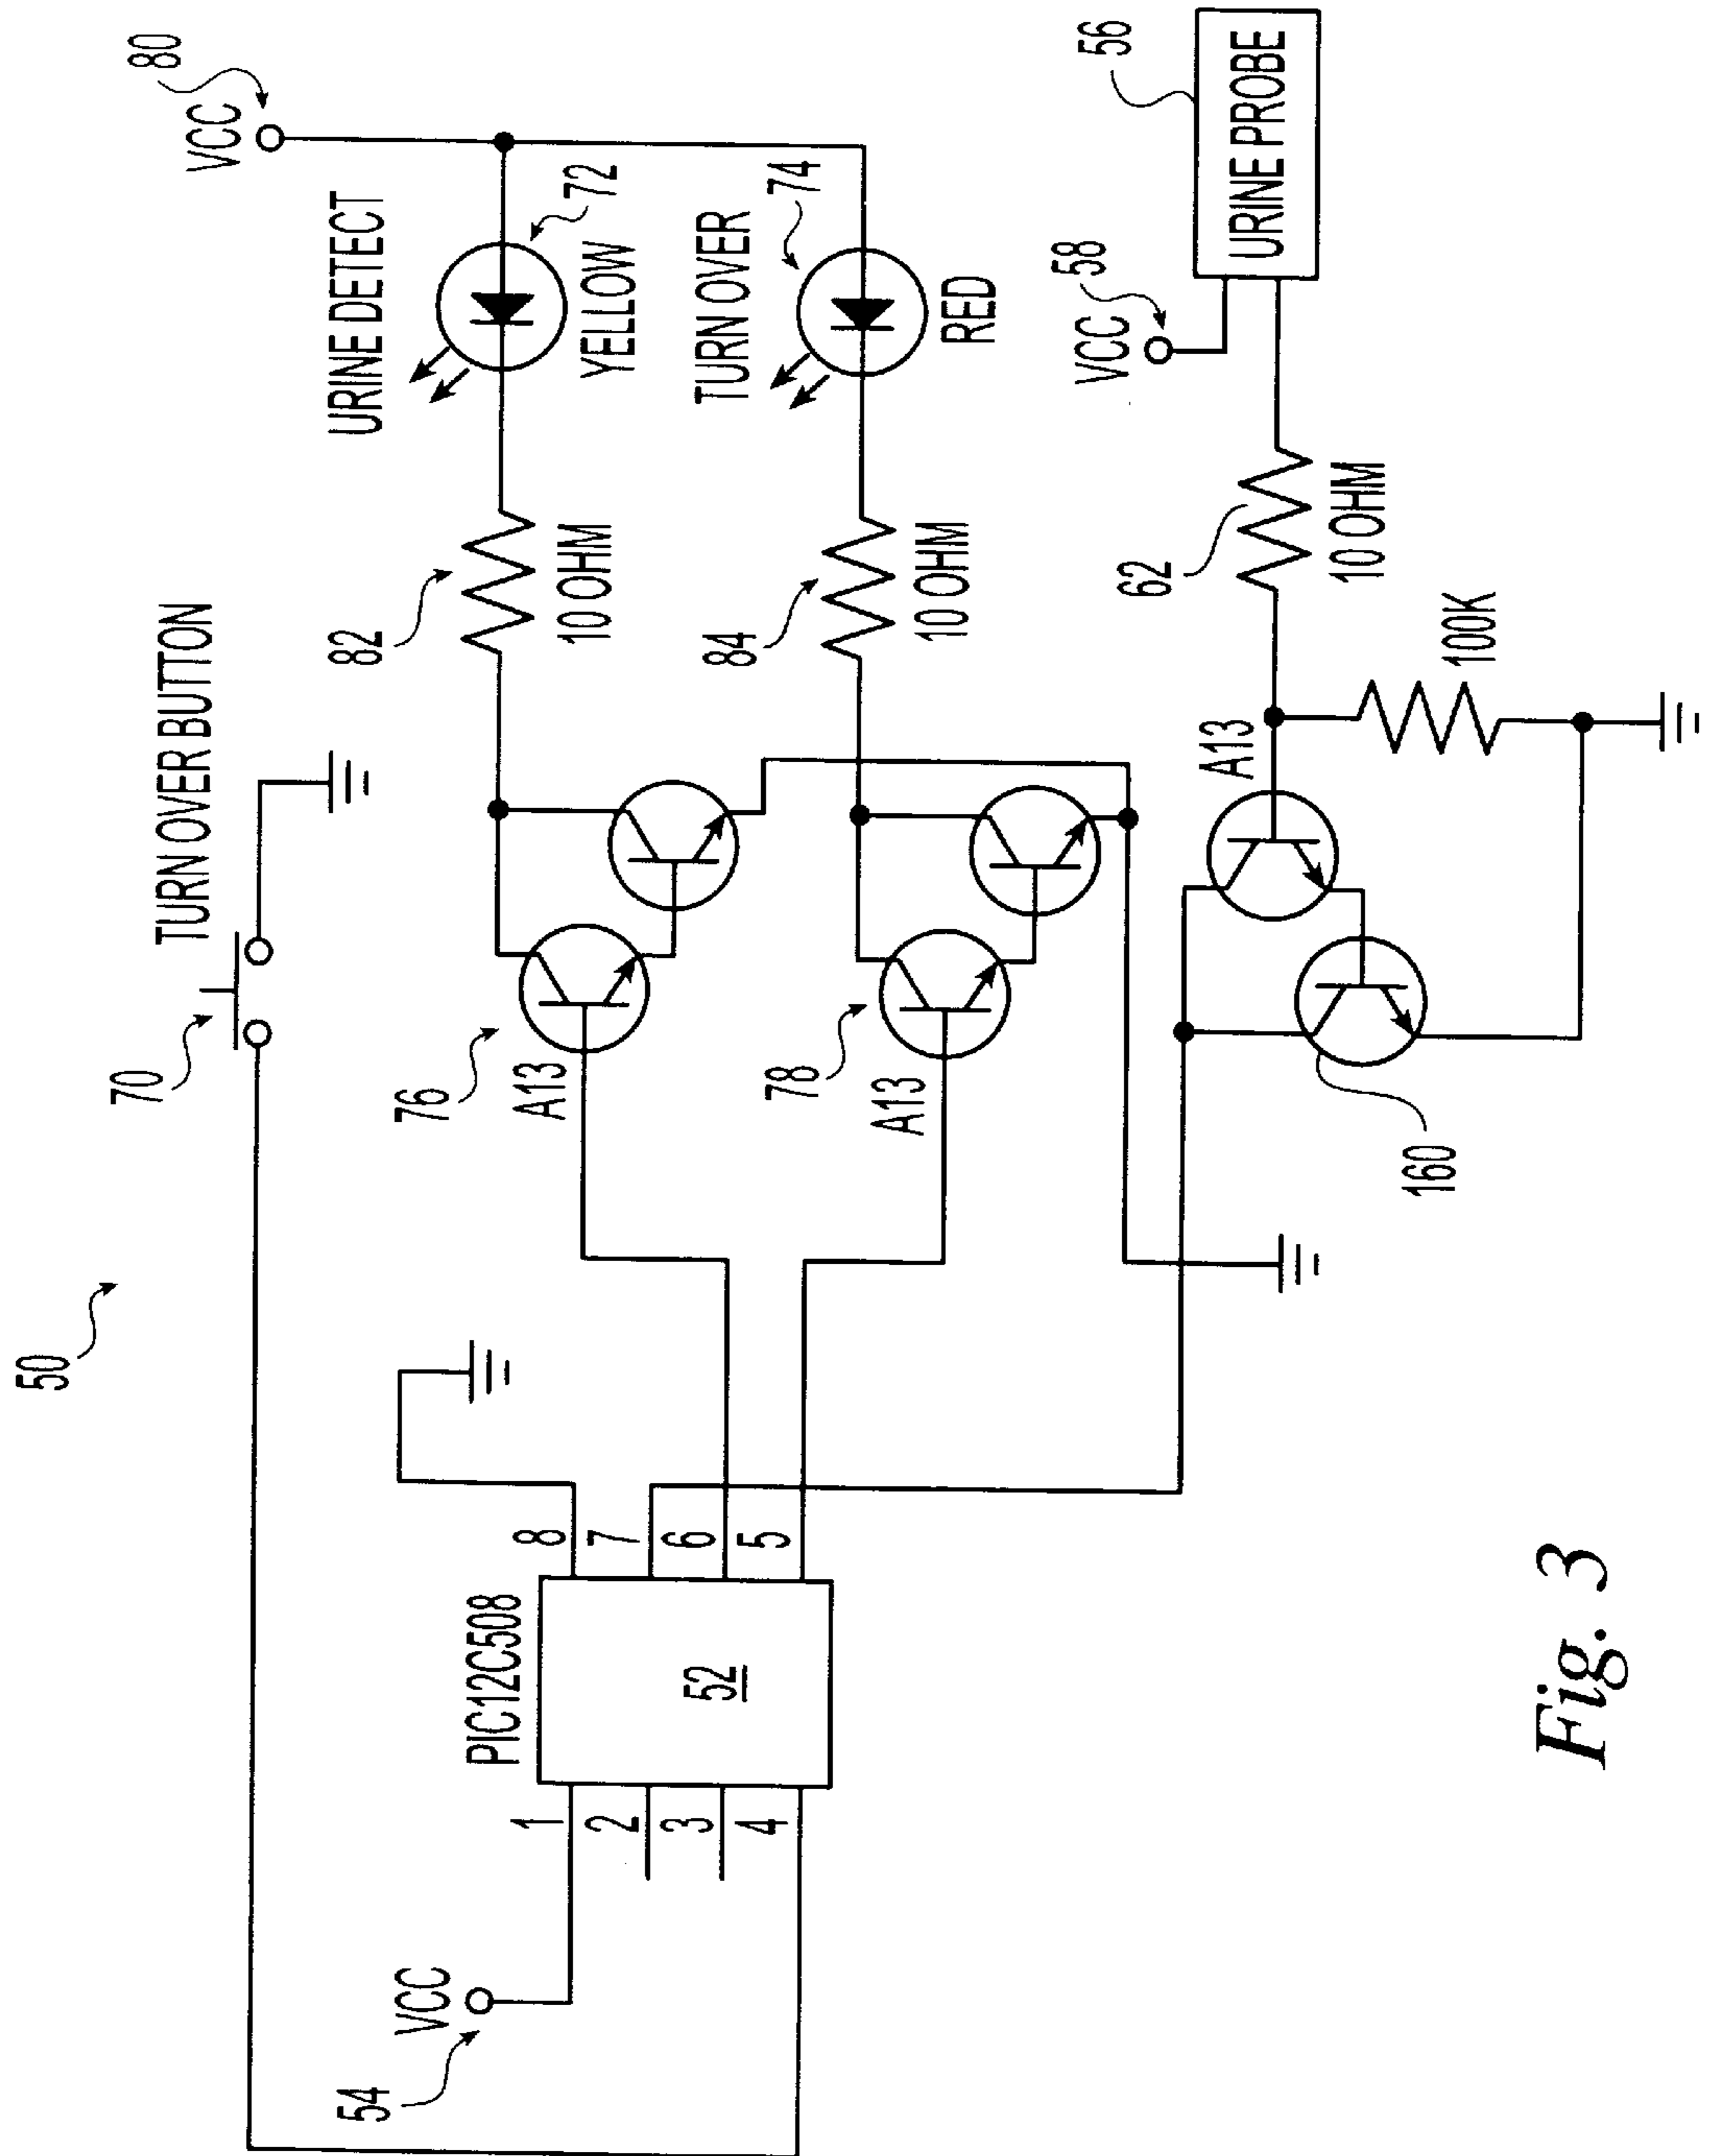 50
70
TURN OVER BUTTON
VCC
80
URINE DETECT
72
YELLOW
82
10 OHM
76
A13
TURN OVER
74
RED
84
10 OHM
78
A13
VCC
54
PIC12C508
52
1
2
3
4
8
7
6
5
VCC
58
56
URINE PROBE
62
10 OHM
A13
100K
160
Fig. 3